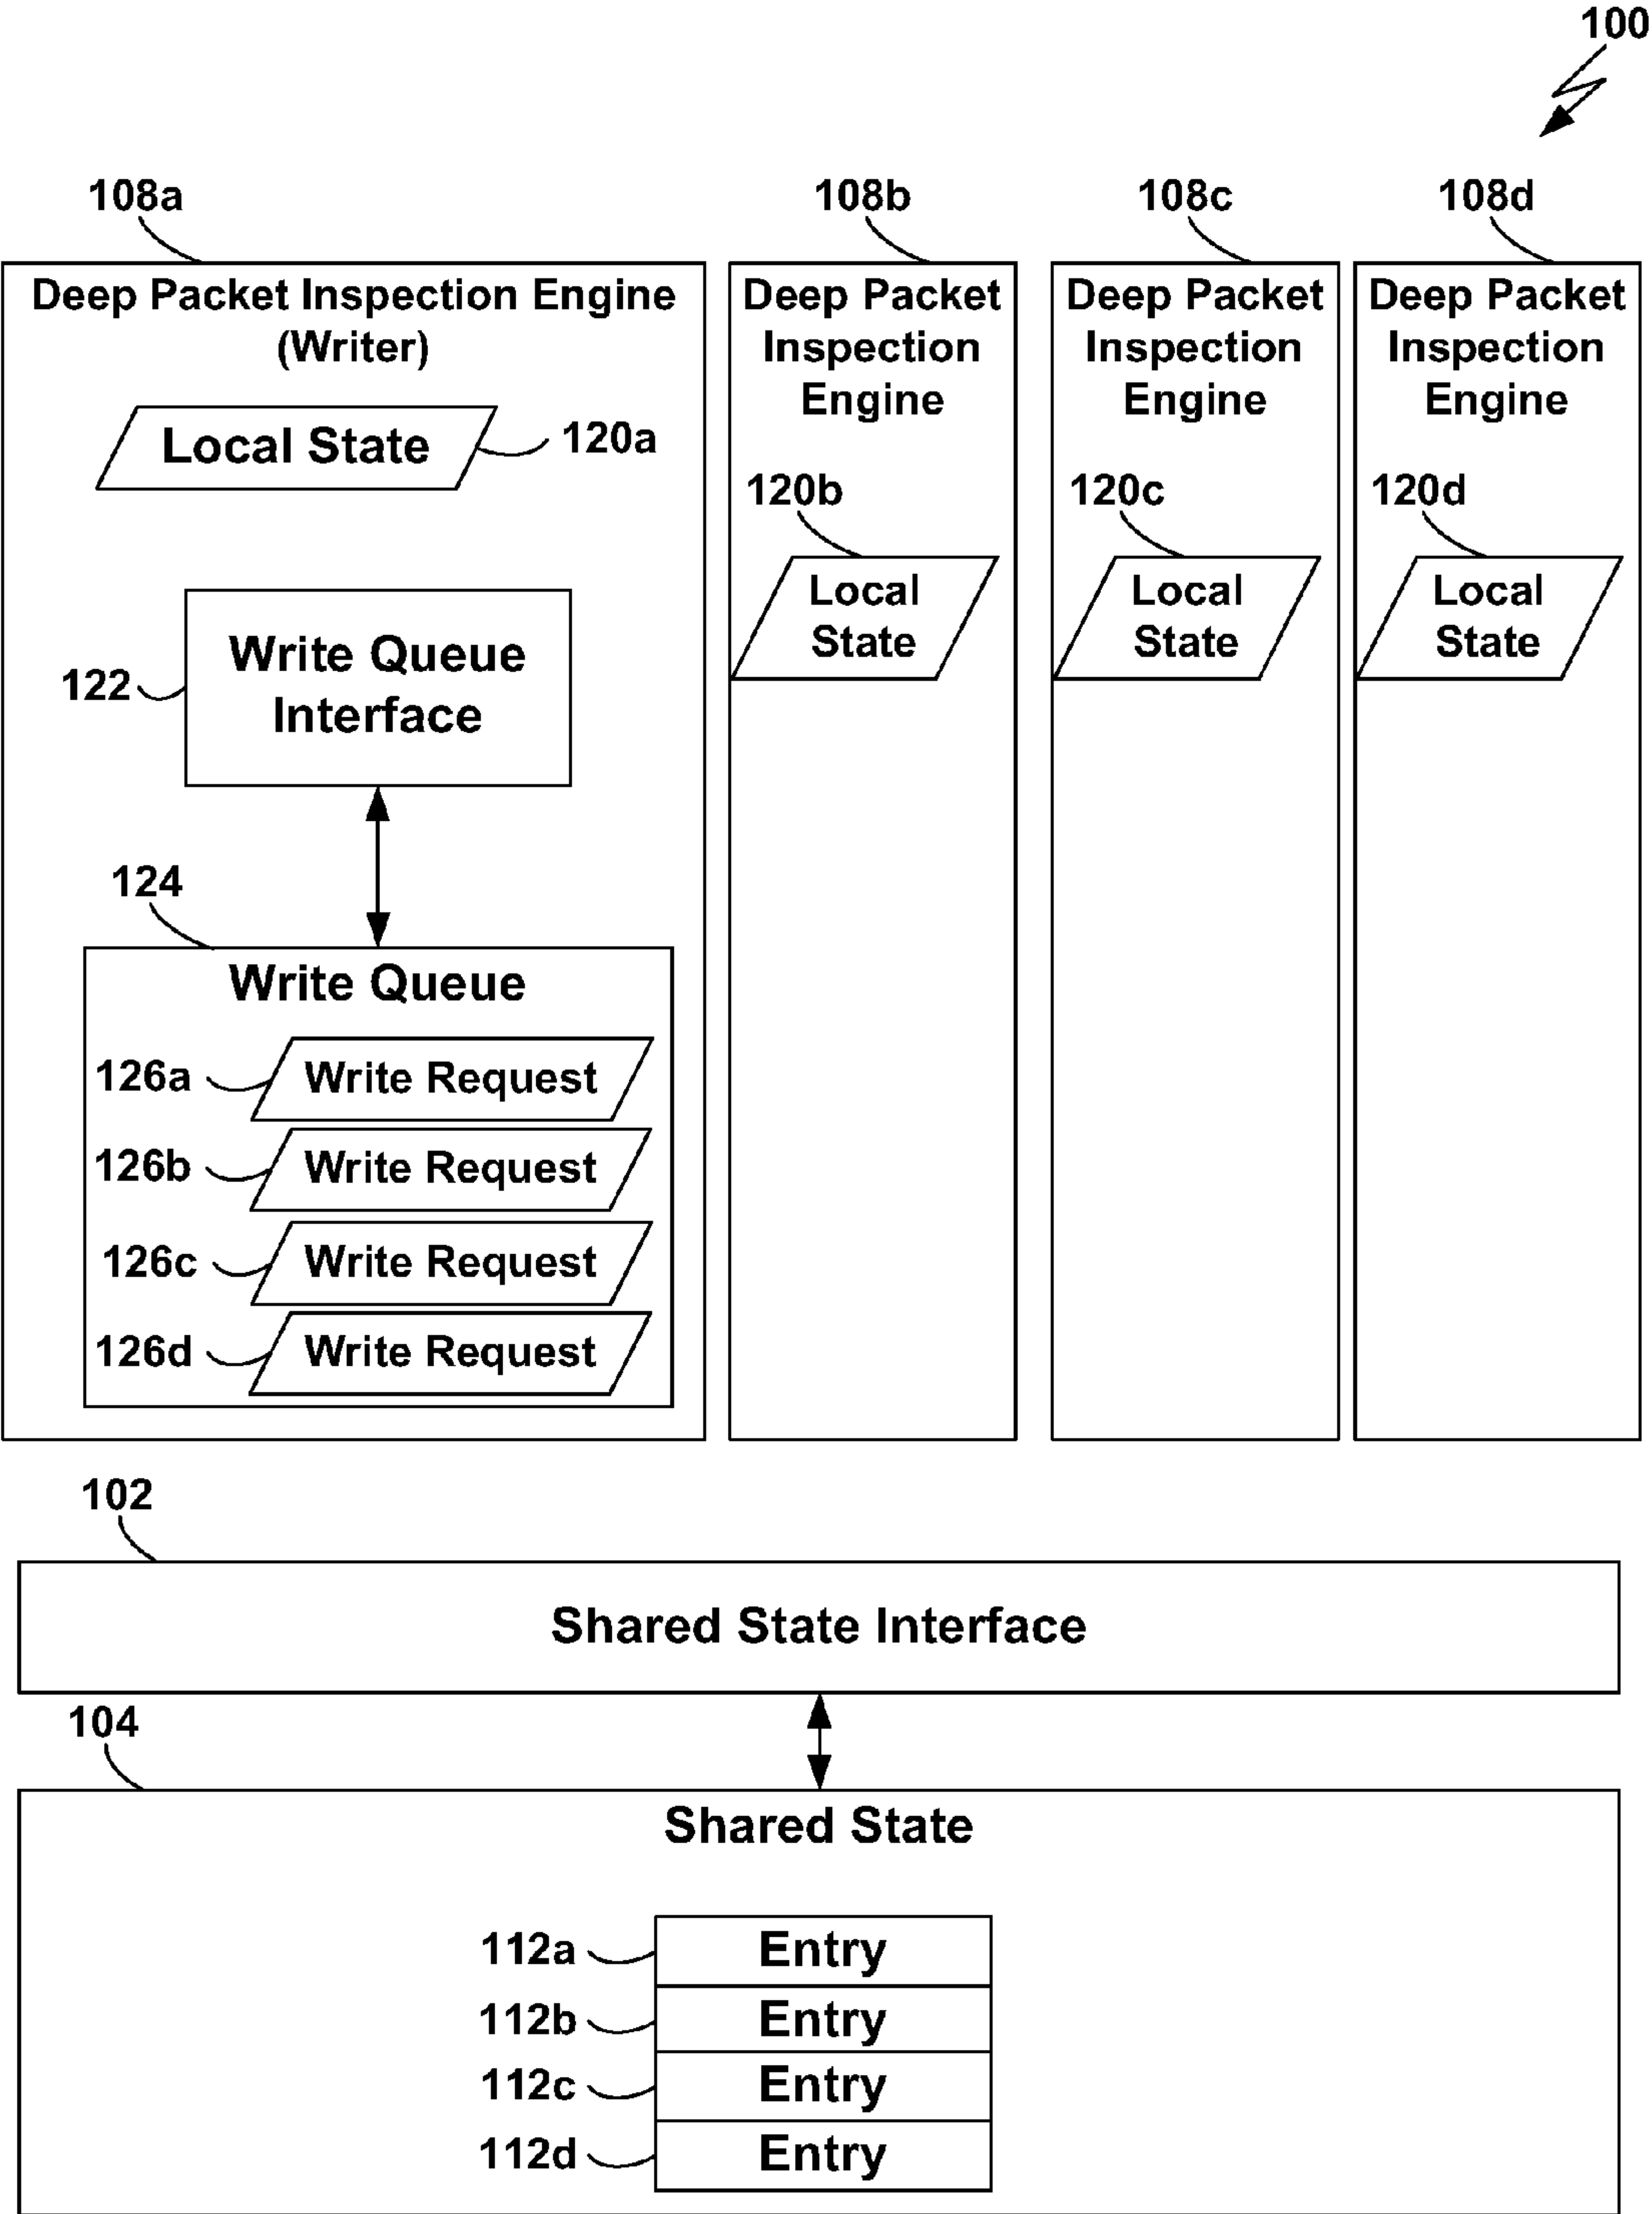 100
108a
108b
108c
108d
Deep Packet Inspection Engine
(Writer)
Local State
120a
Write Queue
Interface
122
124
Write Queue
126a
Write Request
126b
Write Request
126c
Write Request
126d
Write Request
Deep Packet
Inspection
Engine
120b
Local
State
Deep Packet
Inspection
Engine
120c
Local
State
Deep Packet
Inspection
Engine
120d
Local
State
102
Shared State Interface
104
Shared State
112a
Entry
112b
Entry
112c
Entry
112d
Entry